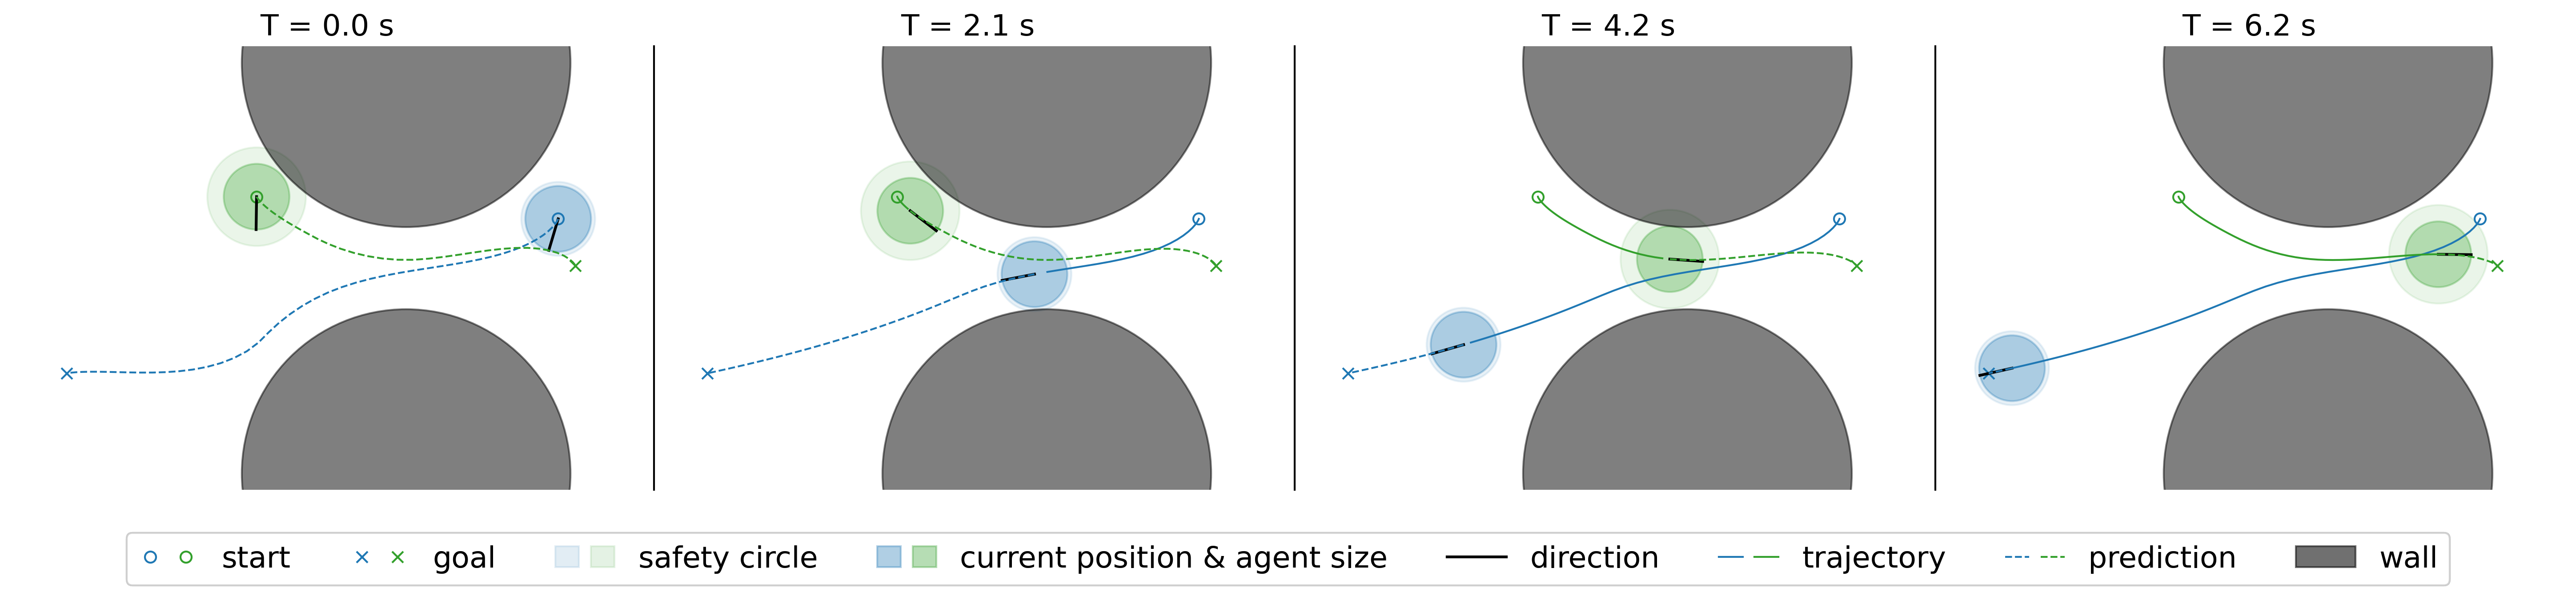 T = 0.0 s
T = 2.1 s
T = 4.2 s
T = 6.2 s
start
goal
safety circle
current position & agent size
direction
trajectory
prediction
wall